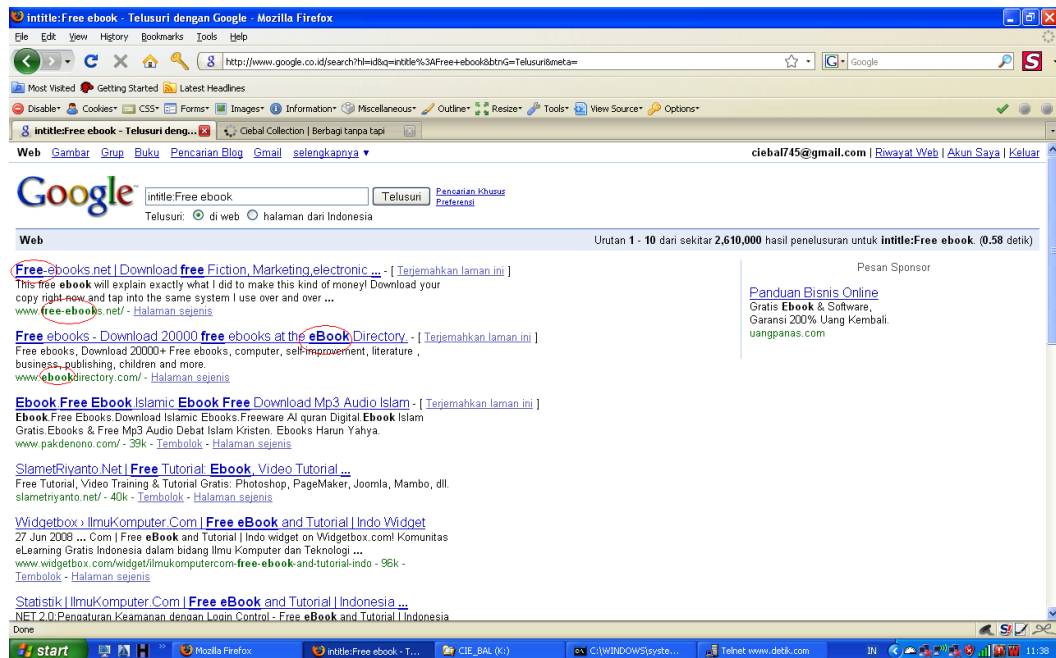 intitle:Free ebook - Telusuri dengan Google - Mozilla Firefox
File Edit View History Bookmarks Tools Help
http://www.google.co.id/search?hl=id&q=intitle%3AFree+ebook&btnG=Telusuri&meta=
Google
Most Visited Getting Started Latest Headlines
Disable Cookies CSS Forms Images Information Miscellaneous Outline Resize Tools View Source Options
intitle:Free ebook - Telusuri deng... Ciebal Collection | Berbagi tanpa tapi
Web Gambar Grup Buku Pencarian Blog Gmail selengkapnya ▼ ciebal745@gmail.com | Riwayat Web | Akun Saya | Keluar
Google intitle:Free ebook Telusuri Pencarian Khusus
Preferensi
Telusuri: di web halaman dari Indonesia
Web Urutan 1 - 10 dari sekitar 2,610,000 hasil penelusuran untuk intitle:Free ebook. (0.58 detik)
Free-ebooks.net | Download free Fiction, Marketing,electronic ... - [ Terjemahkan laman ini ]
This free ebook will explain exactly what I did to make this kind of money! Download your
copy right now and tap into the same system I use over and over ...
www.free-ebooks.net/ - Halaman sejenis
Free ebooks - Download 20000 free ebooks at the eBook Directory. - [ Terjemahkan laman ini ]
Free ebooks, Download 20000+ Free ebooks, computer, self-improvement, literature ,
business, publishing, children and more.
www.ebookdirectory.com/ - Halaman sejenis
Ebook.Free Ebook.Islamic Ebook Free Download Mp3 Audio Islam - [ Terjemahkan laman ini ]
Ebook.Free Ebooks.Download Islamic Ebooks.Freeware Al quran Digital.Ebook Islam
Gratis.Ebooks & Free Mp3 Audio Debat Islam Kristen. Ebooks Harun Yahya.
www.pakdenono.com/ - 39k - Tembolok - Halaman sejenis
SlametRiyanto.Net | Free Tutorial: Ebook, Video Tutorial ...
Free Tutorial, Video Training & Tutorial Gratis: Photoshop, PageMaker, Joomla, Mambo, dll.
slametriyanto.net/ - 40k - Tembolok - Halaman sejenis
Widgetbox › IlmuKomputer.Com | Free eBook and Tutorial | Indo Widget
27 Jun 2008 ... Com | Free eBook and Tutorial | Indo widget on Widgetbox.com! Komunitas
eLearning Gratis Indonesia dalam bidang Ilmu Komputer dan Teknologi ...
www.widgetbox.com/widget/ilmukomputercom-free-ebook-and-tutorial-indo - 96k -
Tembolok - Halaman sejenis
Statistik | IlmuKomputer.Com | Free eBook and Tutorial | Indonesia ...
NET 2.0:Pengaturan Keamanan dengan Login Control - Free eBook and Tutorial | Indonesia
Pesan Sponsor
Panduan Bisnis Online
Gratis Ebook & Software,
Garansi 200% Uang Kembali.
uangpanas.com
Done
start Mozilla Firefox intitle:Free ebook - T... CIE_BAL (K:) C:\WINDOWS\syste... Telnet www.detik.com IN 11:38